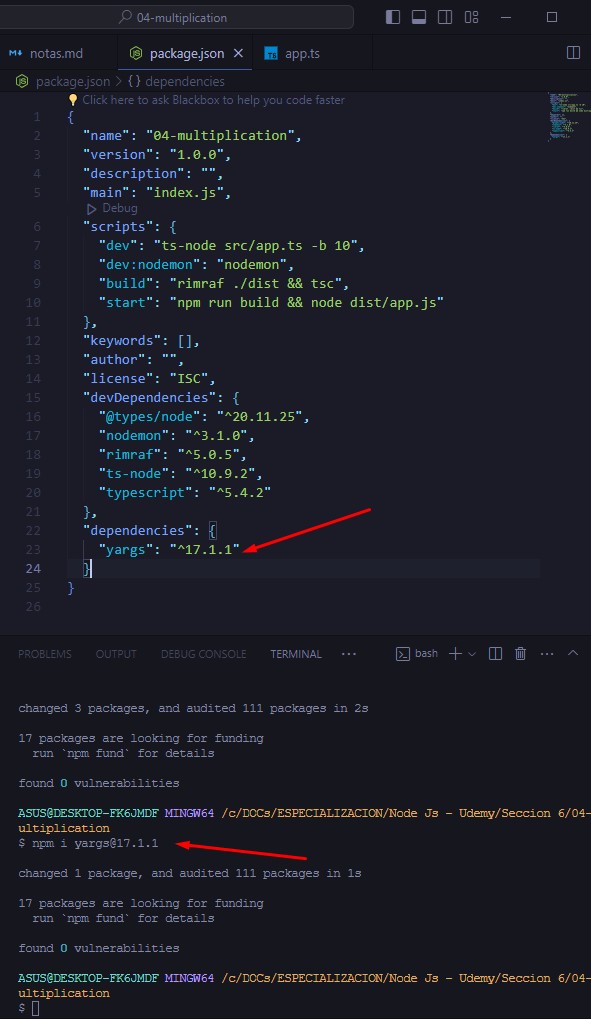 04-multiplication
notas.md
package.json
app.ts
package.json > {} dependencies
Click here to ask Blackbox to help you code faster
1 {
2 "name": "04-multiplication",
3 "version": "1.0.0",
4 "description": "",
5 "main": "index.js",
Debug
6 "scripts": {
7 "dev": "ts-node src/app.ts -b 10",
8 "dev:nodemon": "nodemon",
9 "build": "rimraf ./dist && tsc",
10 "start": "npm run build && node dist/app.js"
11 },
12 "keywords": [],
13 "author": "",
14 "license": "ISC",
15 "devDependencies": {
16 "@types/node": "^20.11.25",
17 "nodemon": "^3.1.0",
18 "rimraf": "^5.0.5",
19 "ts-node": "^10.9.2",
20 "typescript": "^5.4.2"
21 },
22 "dependencies": {
23 "yargs": "^17.1.1"
24 }
25 }
26
PROBLEMS OUTPUT DEBUG CONSOLE TERMINAL ... bash
changed 3 packages, and audited 111 packages in 2s
17 packages are looking for funding
run `npm fund` for details
found 0 vulnerabilities
ASUS@DESKTOP-FK6JMDF MINGW64 /c/DOCs/ESPECIALIZACION/Node Js - Udemy/Seccion 6/04-
ultiplication
$ npm i yargs@17.1.1
changed 1 package, and audited 111 packages in 1s
17 packages are looking for funding
run `npm fund` for details
found 0 vulnerabilities
ASUS@DESKTOP-FK6JMDF MINGW64 /c/DOCs/ESPECIALIZACION/Node Js - Udemy/Seccion 6/04-
ultiplication
$